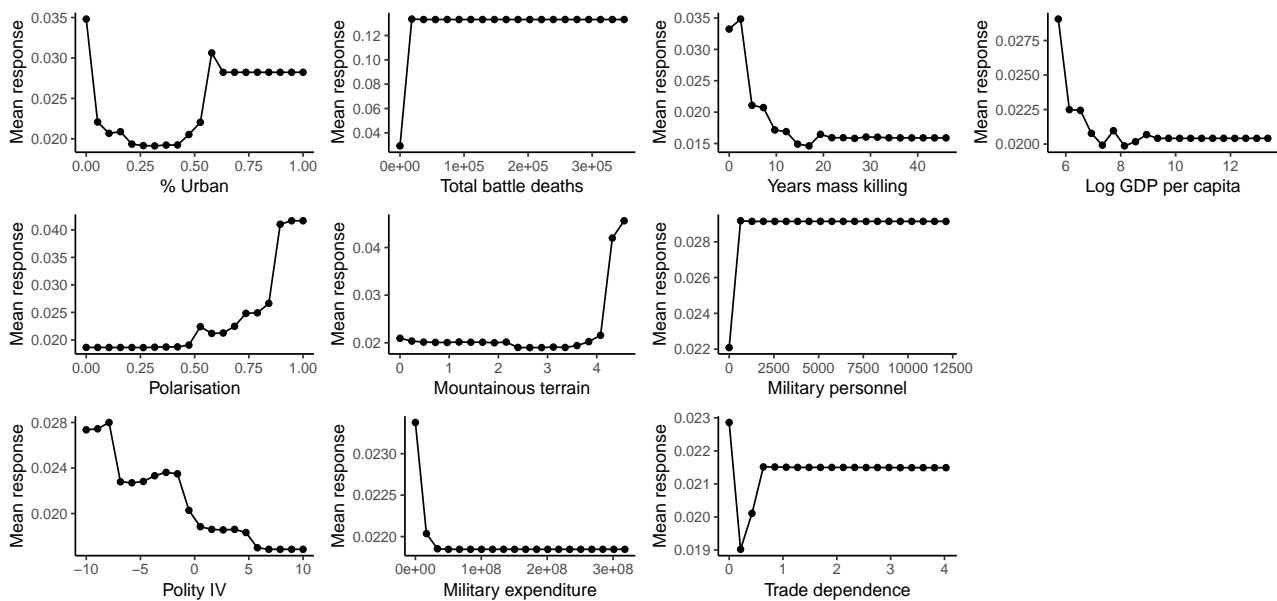 Mean response
0.035
0.030
0.025
0.020
0.00 0.25 0.50 0.75 1.00
% Urban
Mean response
0.12
0.10
0.08
0.06
0.04
0e+00 1e+05 2e+05 3e+05
Total battle deaths
Mean response
0.035
0.030
0.025
0.020
0.015
0 10 20 30 40
Years mass killing
Mean response
0.0275
0.0250
0.0225
0.0200
6 8 10 12
Log GDP per capita
Mean response
0.040
0.035
0.030
0.025
0.020
0.00 0.25 0.50 0.75 1.00
Polarisation
Mean response
0.04
0.03
0.02
0 1 2 3 4
Mountainous terrain
Mean response
0.028
0.026
0.024
0.022
0 2500 5000 7500 10000 12500
Military personnel
Mean response
0.028
0.024
0.020
−10 −5 0 5 10
Polity IV
Mean response
0.0230
0.0225
0.0220
0e+00 1e+08 2e+08 3e+08
Military expenditure
Mean response
0.023
0.022
0.021
0.020
0.019
0 1 2 3 4
Trade dependence